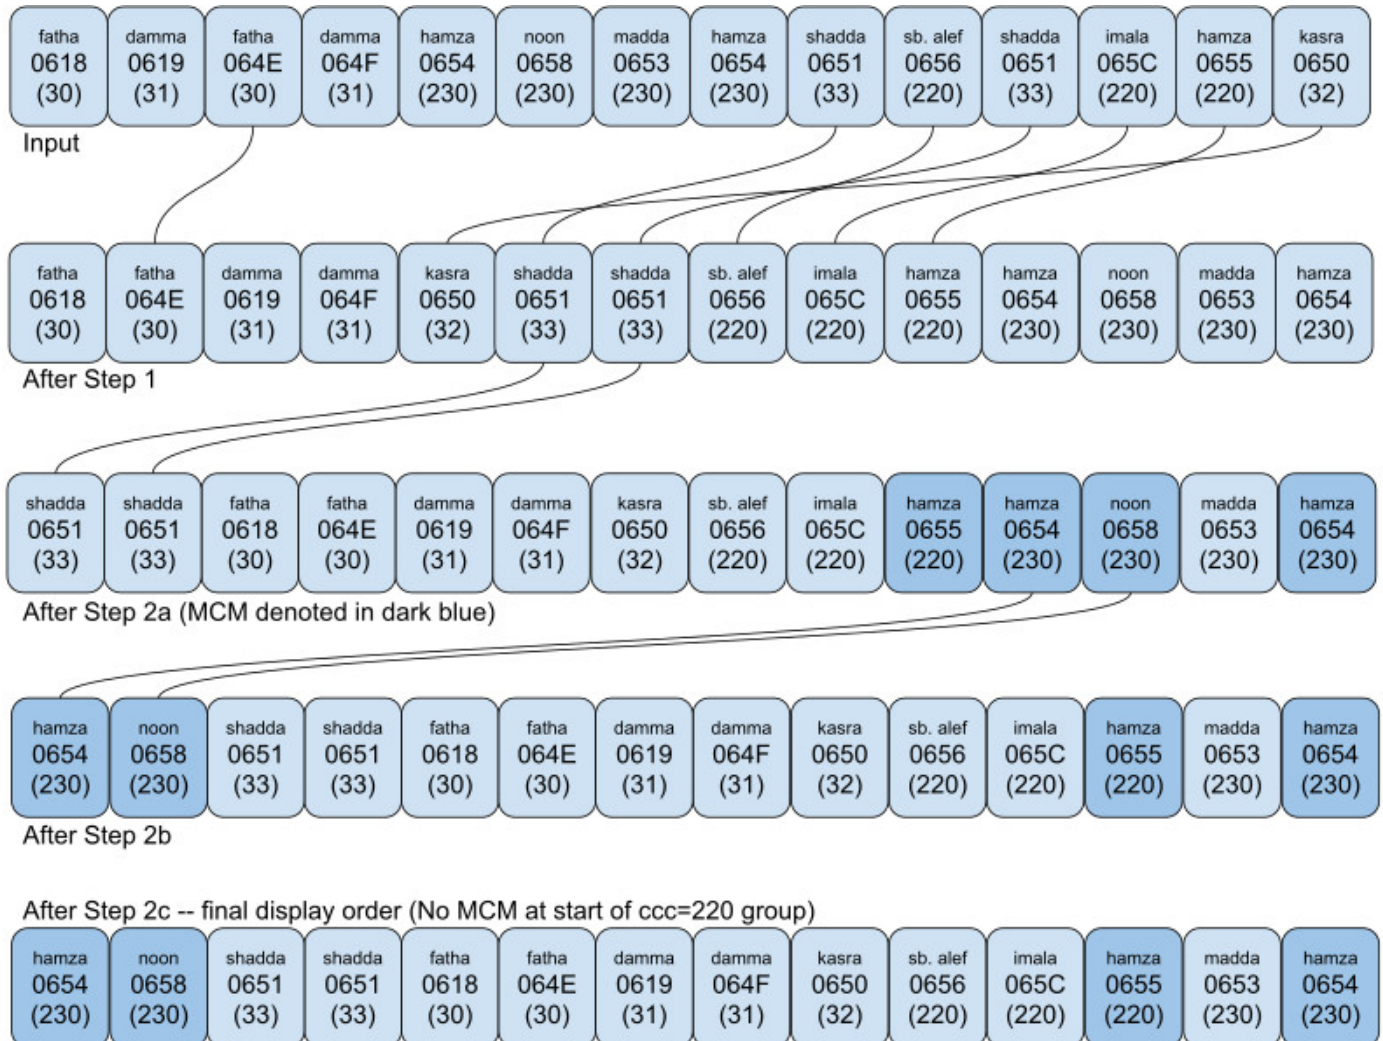 fatha damma fatha damma hamza noon madda hamza shadda sb. alef shadda imala hamza kasra
0618 0619 064E 064F 0654 0658 0653 0654 0651 0656 0651 065C 0655 0650
(30) (31) (30) (31) (230) (230) (230) (230) (33) (220) (33) (220) (220) (32)
Input
fatha fatha damma damma kasra shadda shadda sb. alef imala hamza hamza noon madda hamza
0618 064E 0619 064F 0650 0651 0651 0656 065C 0655 0654 0658 0653 0654
(30) (30) (31) (31) (32) (33) (33) (220) (220) (220) (230) (230) (230) (230)
After Step 1
shadda shadda fatha fatha damma damma kasra sb. alef imala hamza hamza noon madda hamza
0651 0651 0618 064E 0619 064F 0650 0656 065C 0655 0654 0658 0653 0654
(33) (33) (30) (30) (31) (31) (32) (220) (220) (220) (230) (230) (230) (230)
After Step 2a (MCM denoted in dark blue)
hamza noon shadda shadda fatha fatha damma damma kasra sb. alef imala hamza madda hamza
0654 0658 0651 0651 0618 064E 0619 064F 0650 0656 065C 0655 0653 0654
(230) (230) (33) (33) (30) (30) (31) (31) (32) (220) (220) (220) (230) (230)
After Step 2b
After Step 2c -- final display order (No MCM at start of ccc=220 group)
hamza noon shadda shadda fatha fatha damma damma kasra sb. alef imala hamza madda hamza
0654 0658 0651 0651 0618 064E 0619 064F 0650 0656 065C 0655 0653 0654
(230) (230) (33) (33) (30) (30) (31) (31) (32) (220) (220) (220) (230) (230)